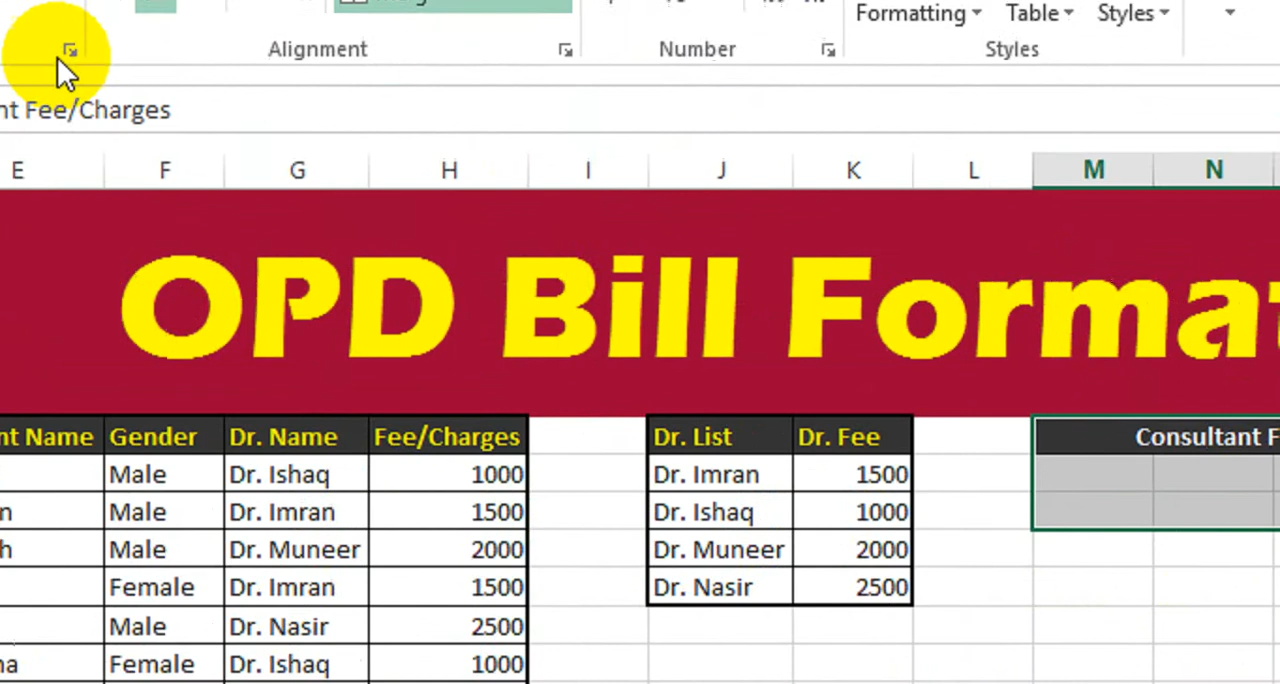 Formatting Table Styles
Alignment Number Styles
nt Fee/Charges
E F G H I J K L M N
OPD Bill Format
nt Name Gender Dr. Name Fee/Charges Dr. List Dr. Fee Consultant F
Male Dr. Ishaq 1000 Dr. Imran 1500
n Male Dr. Imran 1500 Dr. Ishaq 1000
h Male Dr. Muneer 2000 Dr. Muneer 2000
Female Dr. Imran 1500 Dr. Nasir 2500
Male Dr. Nasir 2500
na Female Dr. Ishaq 1000